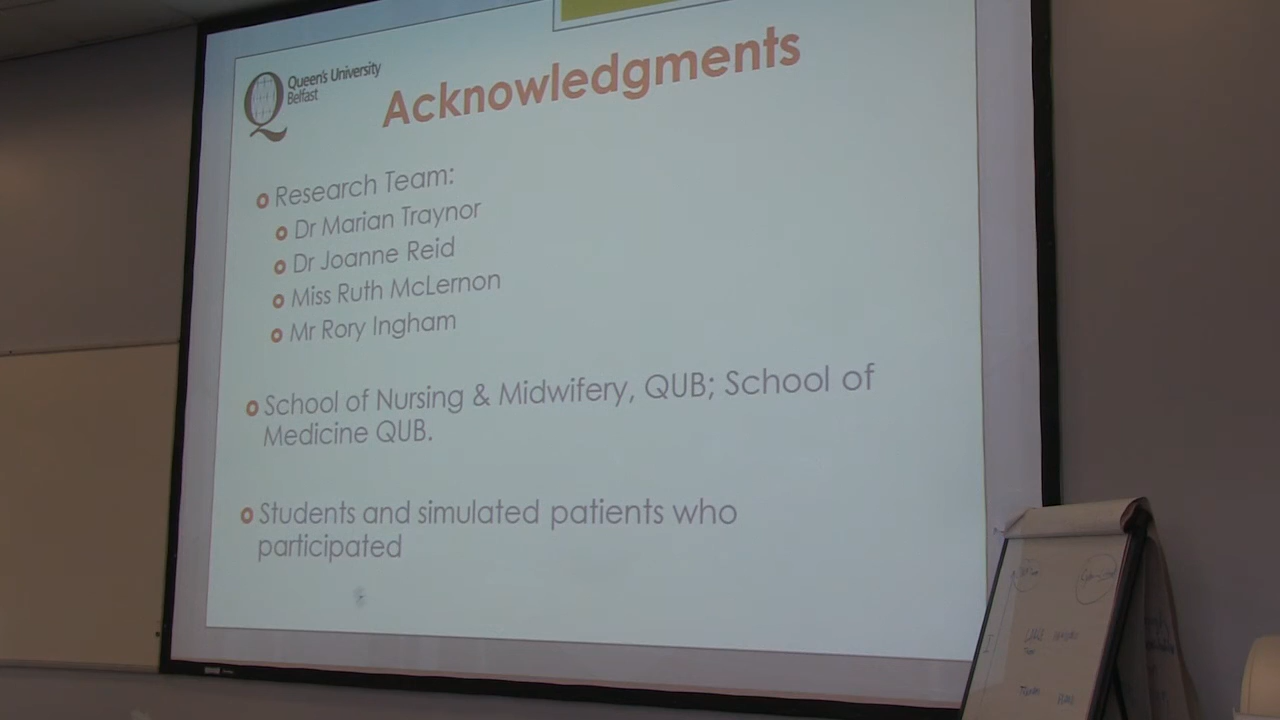 Queen's University
Belfast
Acknowledgments
Research Team:
Dr Marian Traynor
Dr Joanne Reid
Miss Ruth McLernon
Mr Rory Ingham
School of Nursing & Midwifery, QUB; School of
Medicine QUB.
Students and simulated patients who
participated